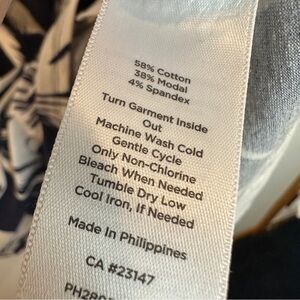 58% Cotton
38% Modal
4% Spandex
Turn Garment Inside
Out
Machine Wash Cold
Gentle Cycle
Only Non-Chlorine
Bleach When Needed
Tumble Dry Low
Cool Iron, If Needed
Made In Philippines
CA #23147